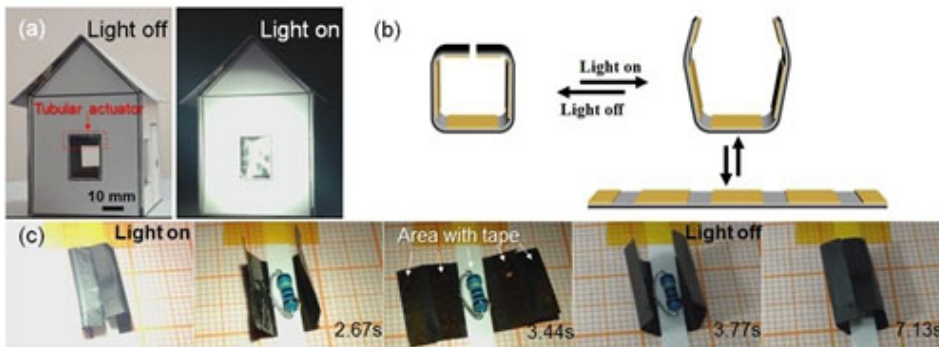 (a)
Light off
Light on
Tubular actuator
10 mm
(b)
Light on
Light off
(c)
Light on
2.67s
Area with tape
3.44s
Light off
3.77s
7.13s